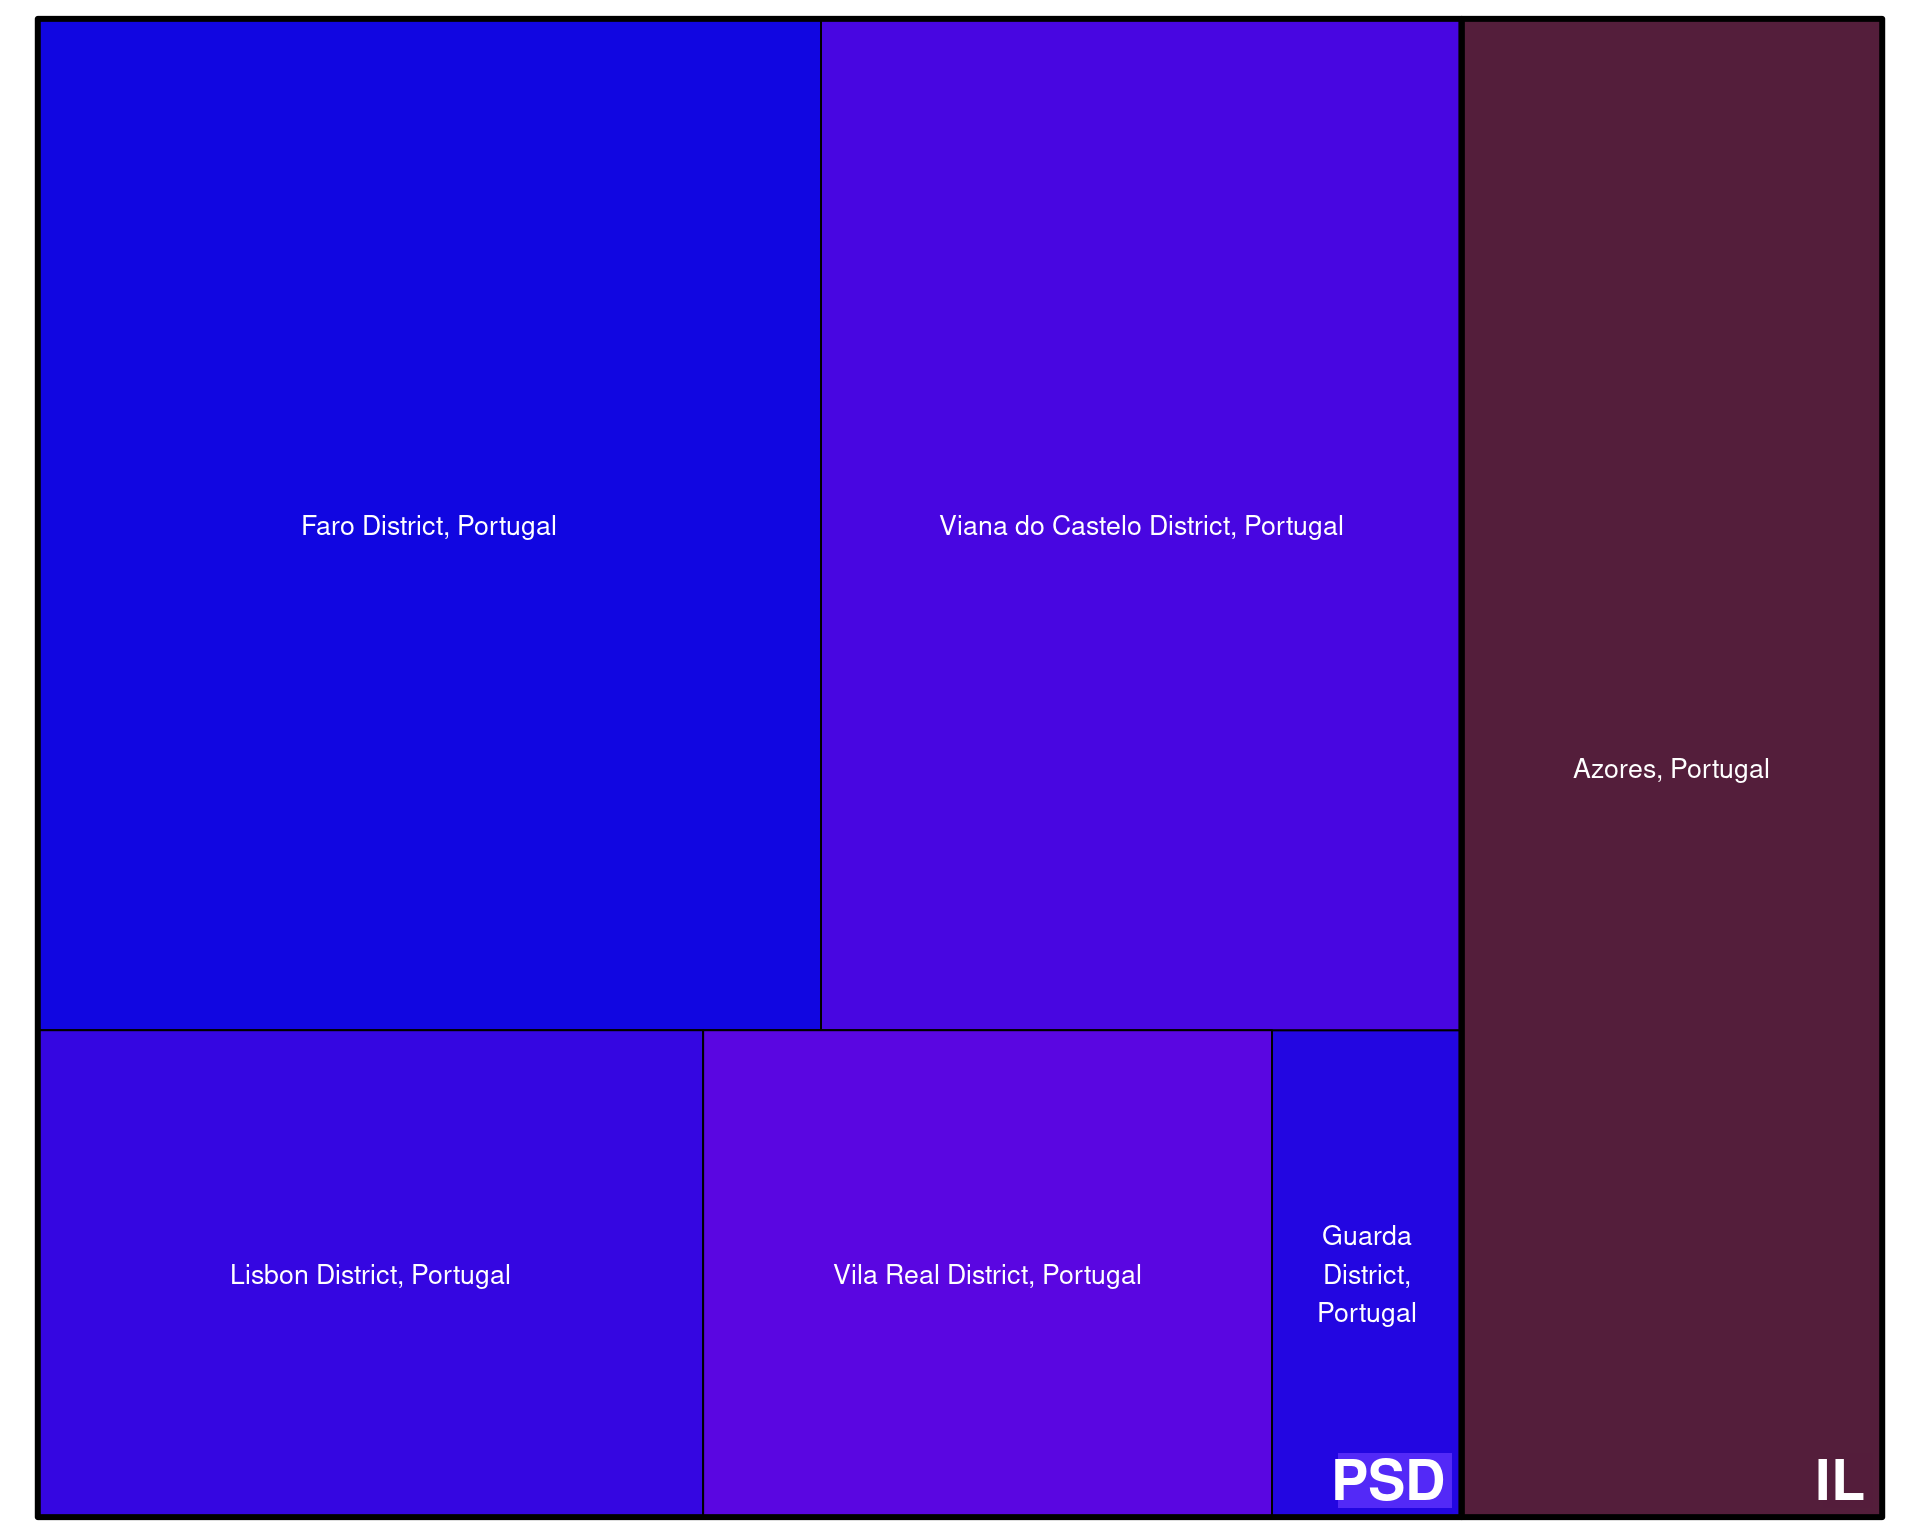 Faro District, Portugal
Viana do Castelo District, Portugal
Azores, Portugal
Lisbon District, Portugal
Vila Real District, Portugal
Guarda
District,
Portugal
PSD
IL